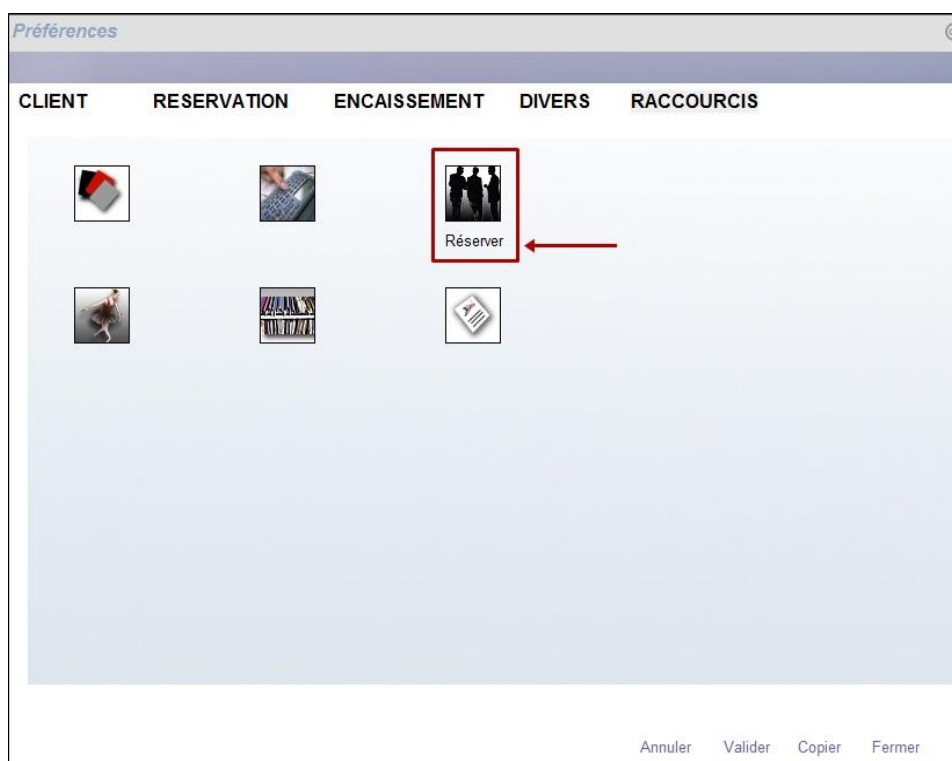 Préférences
CLIENT RESERVATION ENCAISSEMENT DIVERS RACCOURCIS
Réserver
Annuler Valider Copier Fermer